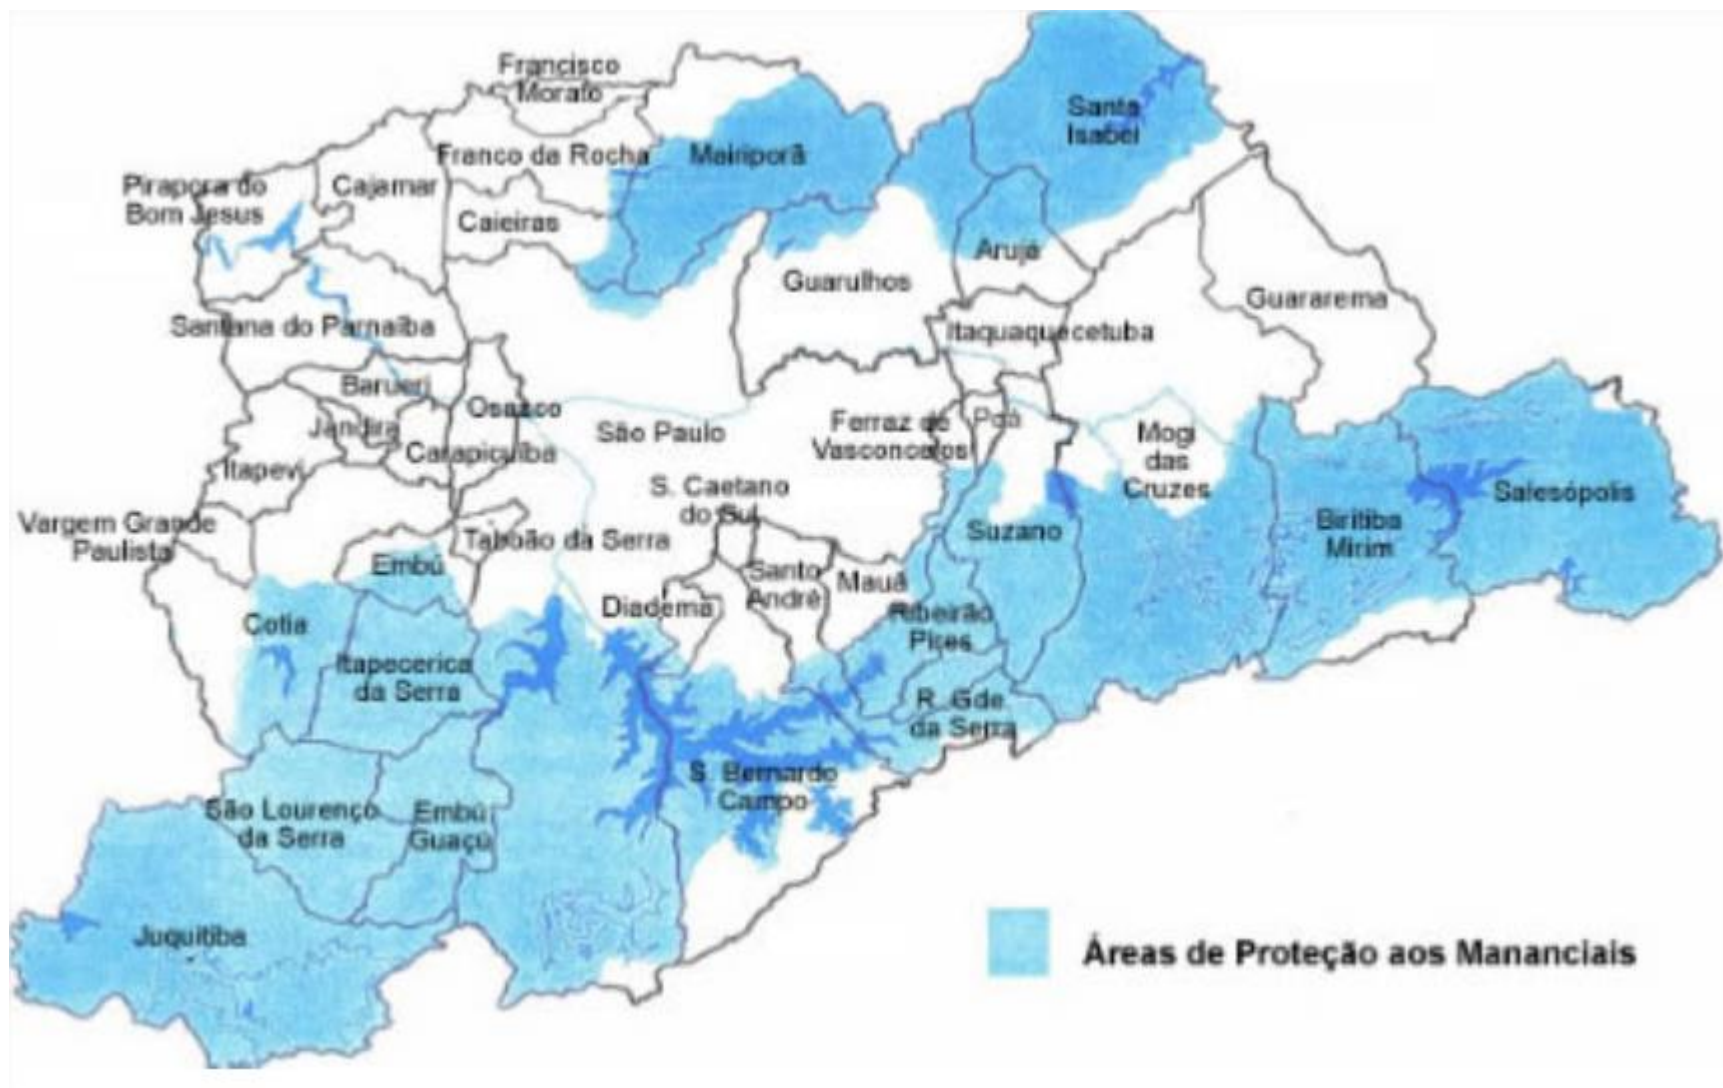 Francisco
Morato
Santa
Isabel
Franco da Rocha
Mairiporã
Pirapora do
Bom Jesus
Cajamar
Caieiras
Arujá
Guarulhos
Guararema
Santana do Parnaíba
Itaquaquecetuba
Barueri
Osasco
Jandira
São Paulo
Ferraz de
Vasconcelos
Poá
Mogi
das
Cruzes
Carapicuíba
Itapevi
S. Caetano
do Sul
Salesópolis
Vargem Grande
Paulista
Taboão da Serra
Suzano
Biritiba
Mirim
Embú
Santo
André
Mauá
Diadema
Ribeirão
Pires
Cotia
Itapecerica
da Serra
R. Gde
da Serra
S. Bernardo
Campo
São Lourenço
da Serra
Embú
Guaçú
Juquitiba
Áreas de Proteção aos Mananciais